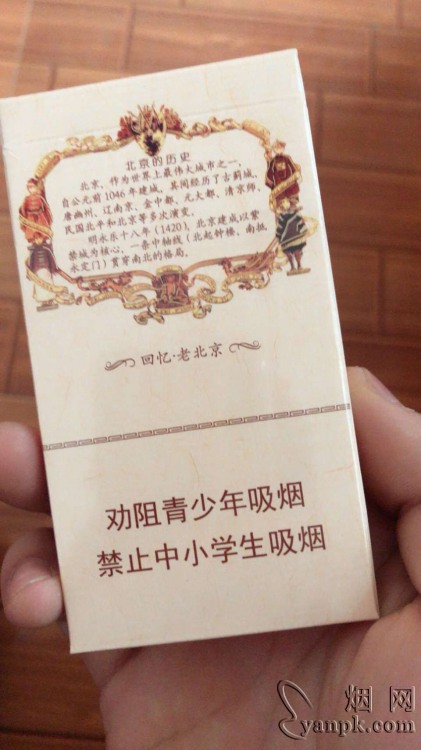 北京的历史
北京，作为世界上最伟大城市之一，
自公元前1046年建城，其间经历了古蓟城、
唐幽州、辽南京、金中都、元大都、清京师、
民国北平和北京等多次演变。
明永乐十八年（1420），北京建成以紫
禁城为核心，一条中轴线（北起钟楼、南抵
永定门）贯穿南北的格局。
回忆·老北京
劝阻青少年吸烟
禁止中小学生吸烟
烟网
yanpk.com